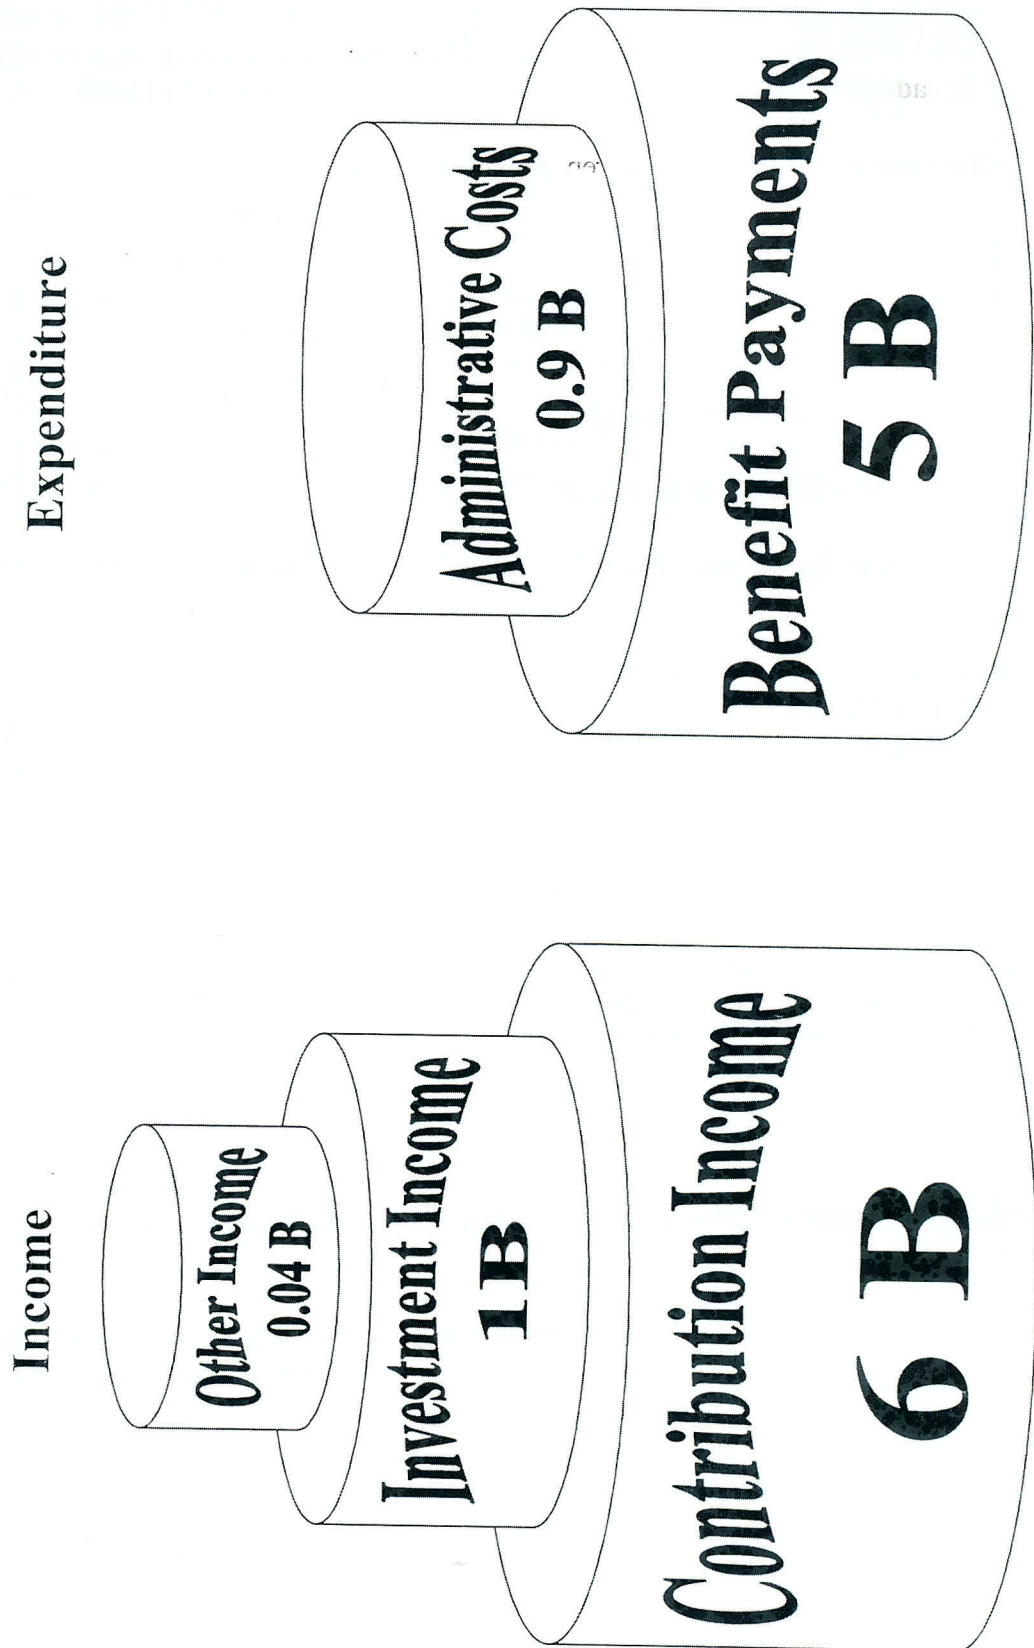 Income
Other Income
0.04 B
Investment Income
1B
Contribution Income
6 B
Expenditure
Administrative Costs
0.9 B
Benefit Payments
5 B